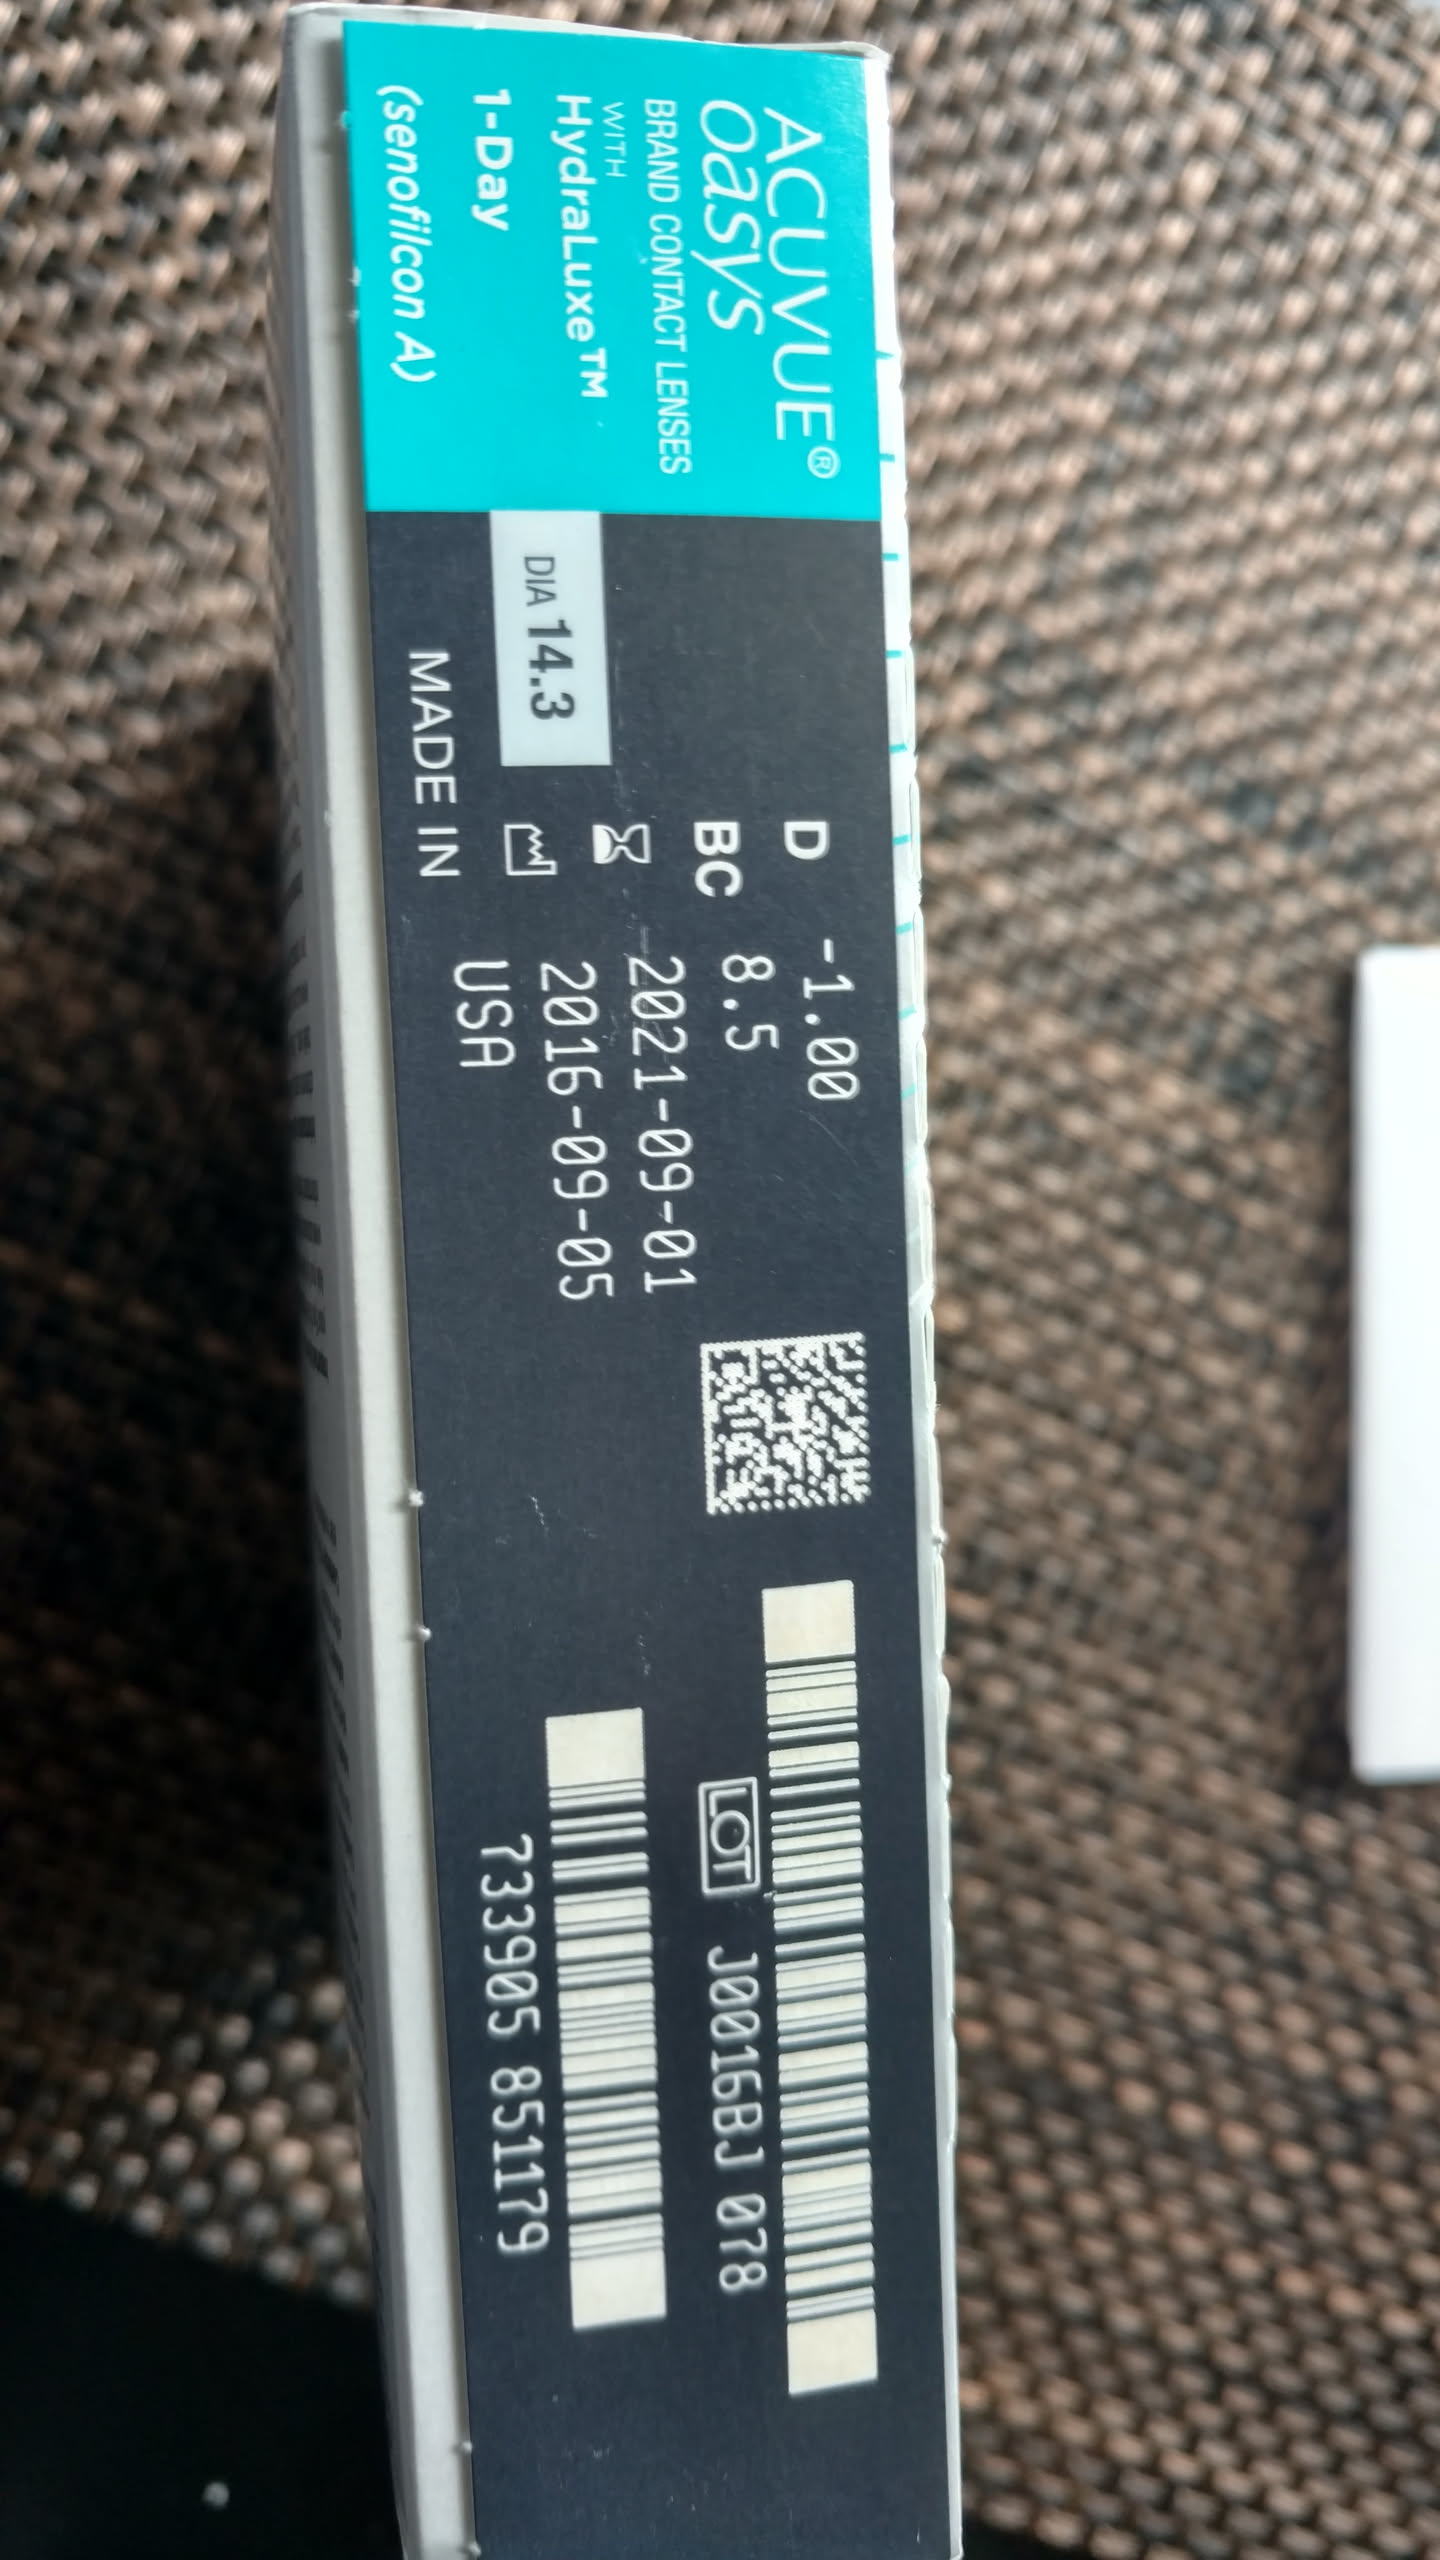 ACUVUE®
oasys
BRAND CONTACT LENSES
WITH
HydraLuxe™
1-Day
(senofilcon A)
DIA 14.3
D -1.00
BC 8.5
2021-09-01
2016-09-05
MADE IN USA
LOT J0016BJ 078
733905 851179